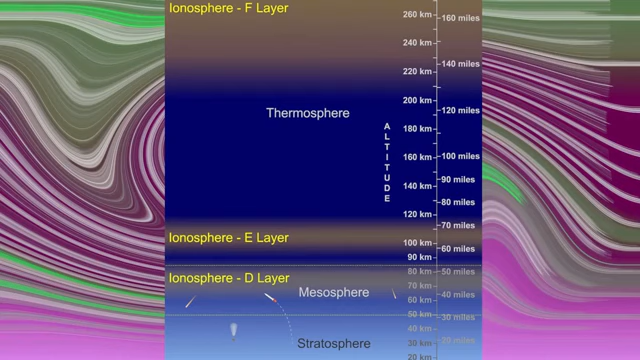 Ionosphere - F Layer
260 km
160 miles
240 km
140 miles
220 km
200 km
120 miles
Thermosphere
180 km
ALTITUDE
160 km
100 miles
90 miles
140 km
80 miles
120 km
70 miles
Ionosphere - E Layer
100 km
60 miles
90 km
Ionosphere - D Layer
80 km
50 miles
70 km
Mesosphere
40 miles
60 km
50 km
30 miles
40 km
Stratosphere
30 km
20 miles
20 km